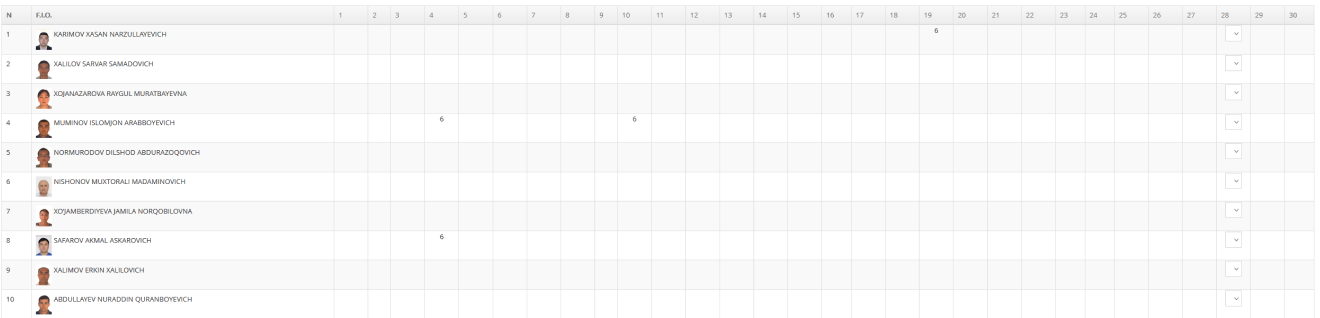 N F.I.O. 1 2 3 4 5 6 7 8 9 10 11 12 13 14 15 16 17 18 19 20 21 22 23 24 25 26 27 28 29 30
1 KARIMOV XASAN NARZULLAYEVICH 6
2 XALILOV SARVAR SAMADOVICH
3 XOJANAZAROVA RAYGUL MURATBAYEVNA
4 MUMINOV ISLOMJON ARABBOYEVICH 6 6
5 NORMURODOV DILSHOD ABDURAZOQOVICH
6 NISHONOV MUXTORALI MADAMINOVICH
7 XO'JAMBERDIYEVA JAMILA NORQOBILOVNA
8 SAFAROV AKMAL ASKAROVICH 6
9 XALIMOV ERKIN XALILOVICH
10 ABDULLAYEV NURADDIN QURANBOYEVICH